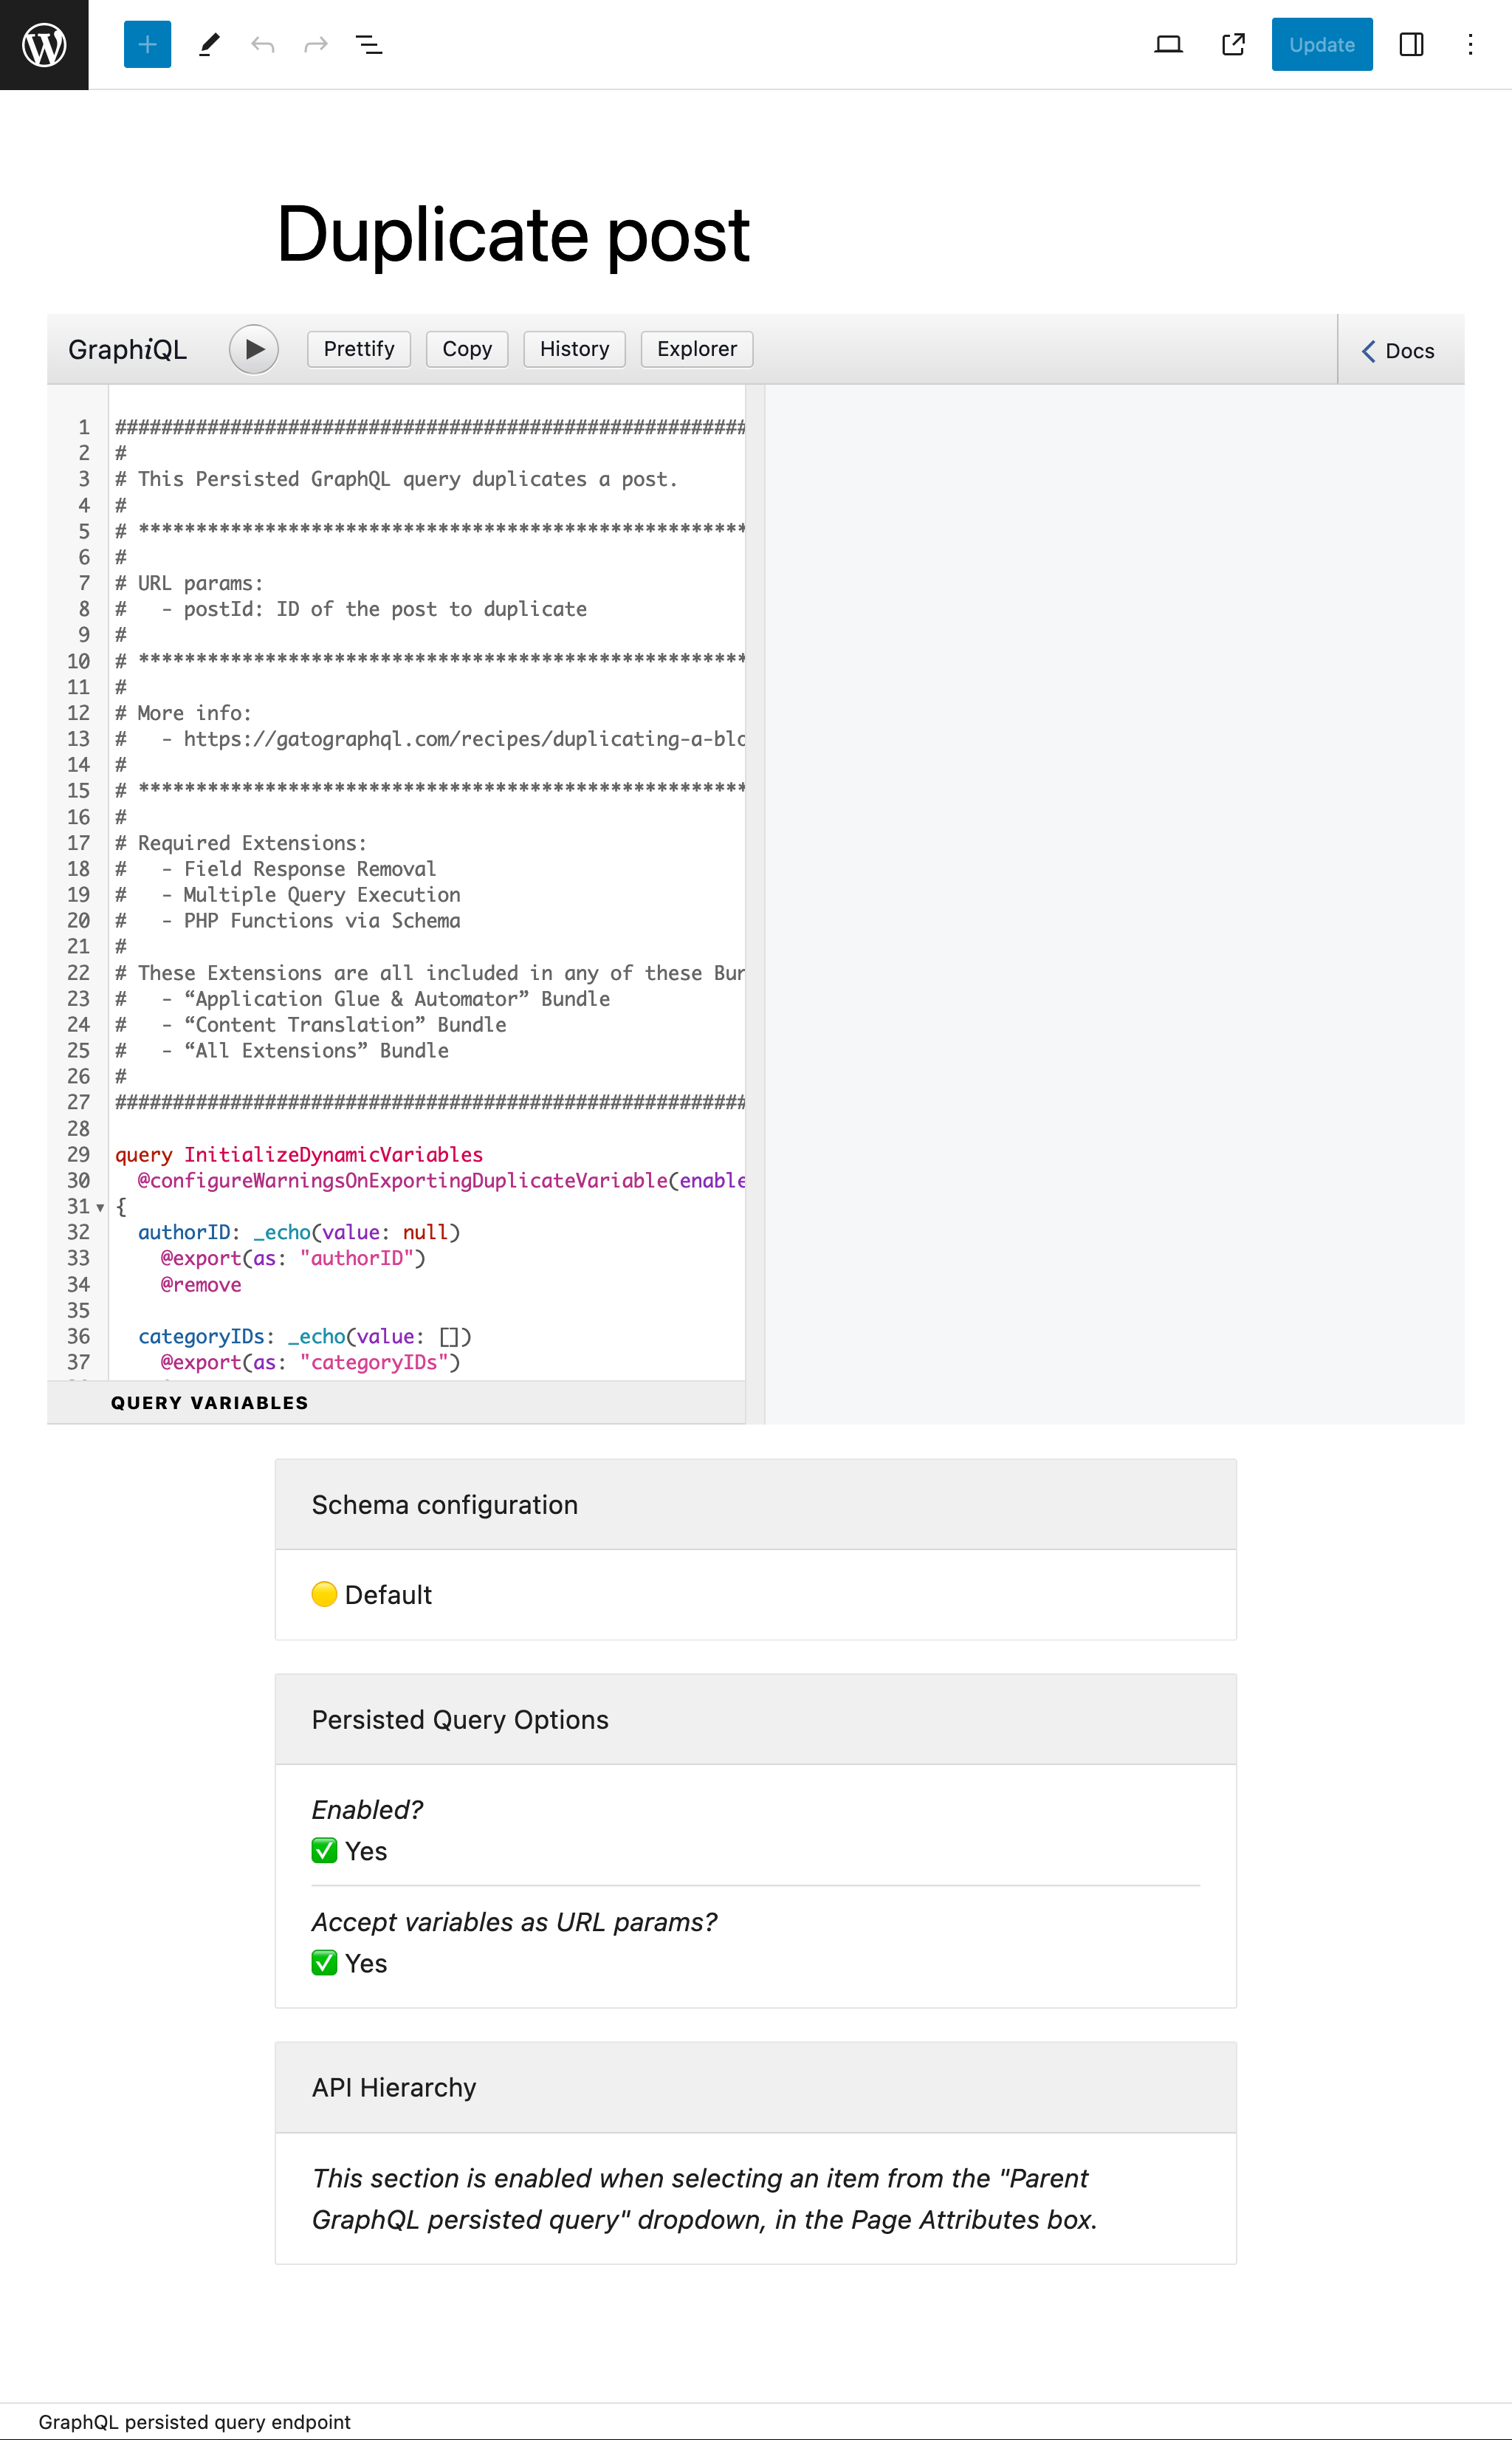 Update
Duplicate post
GraphiQL
Prettify
Copy
History
Explorer
Docs
1 #######################################################
2 #
3 # This Persisted GraphQL query duplicates a post.
4 #
5 # *****************************************************
6 #
7 # URL params:
8 #   - postId: ID of the post to duplicate
9 #
10 # *****************************************************
11 #
12 # More info:
13 #   - https://gatographql.com/recipes/duplicating-a-blo
14 #
15 # *****************************************************
16 #
17 # Required Extensions:
18 #   - Field Response Removal
19 #   - Multiple Query Execution
20 #   - PHP Functions via Schema
21 #
22 # These Extensions are all included in any of these Bun
23 #   - “Application Glue & Automator” Bundle
24 #   - “Content Translation” Bundle
25 #   - “All Extensions” Bundle
26 #
27 #######################################################
28
29 query InitializeDynamicVariables
30   @configureWarningsOnExportingDuplicateVariable(enable
31 {
32   authorID: _echo(value: null)
33     @export(as: "authorID")
34     @remove
35
36   categoryIDs: _echo(value: [])
37     @export(as: "categoryIDs")
QUERY VARIABLES
Schema configuration
Default
Persisted Query Options
Enabled?
Yes
Accept variables as URL params?
Yes
API Hierarchy
This section is enabled when selecting an item from the "Parent
GraphQL persisted query" dropdown, in the Page Attributes box.
GraphQL persisted query endpoint